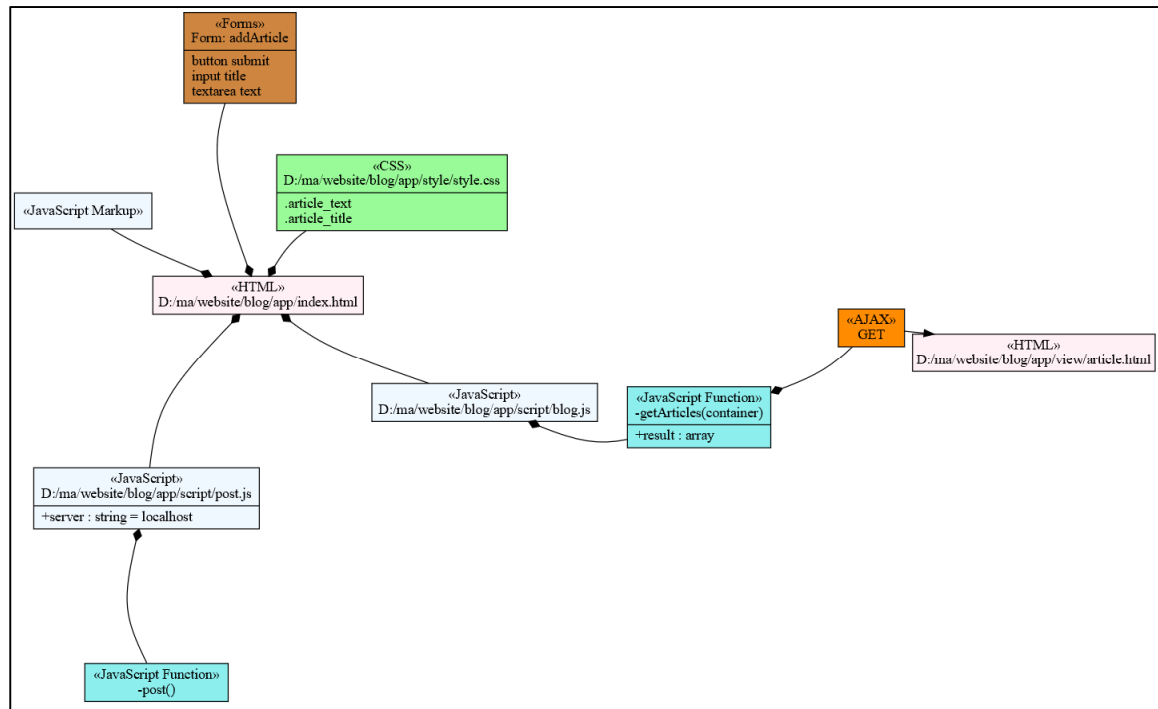 «Forms»
Form: addArticle
button submit
input title
textarea text
«CSS»
D:/ma/website/blog/app/style/style.css
.article_text
.article_title
«JavaScript Markup»
«HTML»
D:/ma/website/blog/app/index.html
«AJAX»
GET
«HTML»
D:/ma/website/blog/app/view/article.html
«JavaScript»
D:/ma/website/blog/app/script/blog.js
«JavaScript Function»
-getArticles(container)
+result : array
«JavaScript»
D:/ma/website/blog/app/script/post.js
+server : string = localhost
«JavaScript Function»
-post()